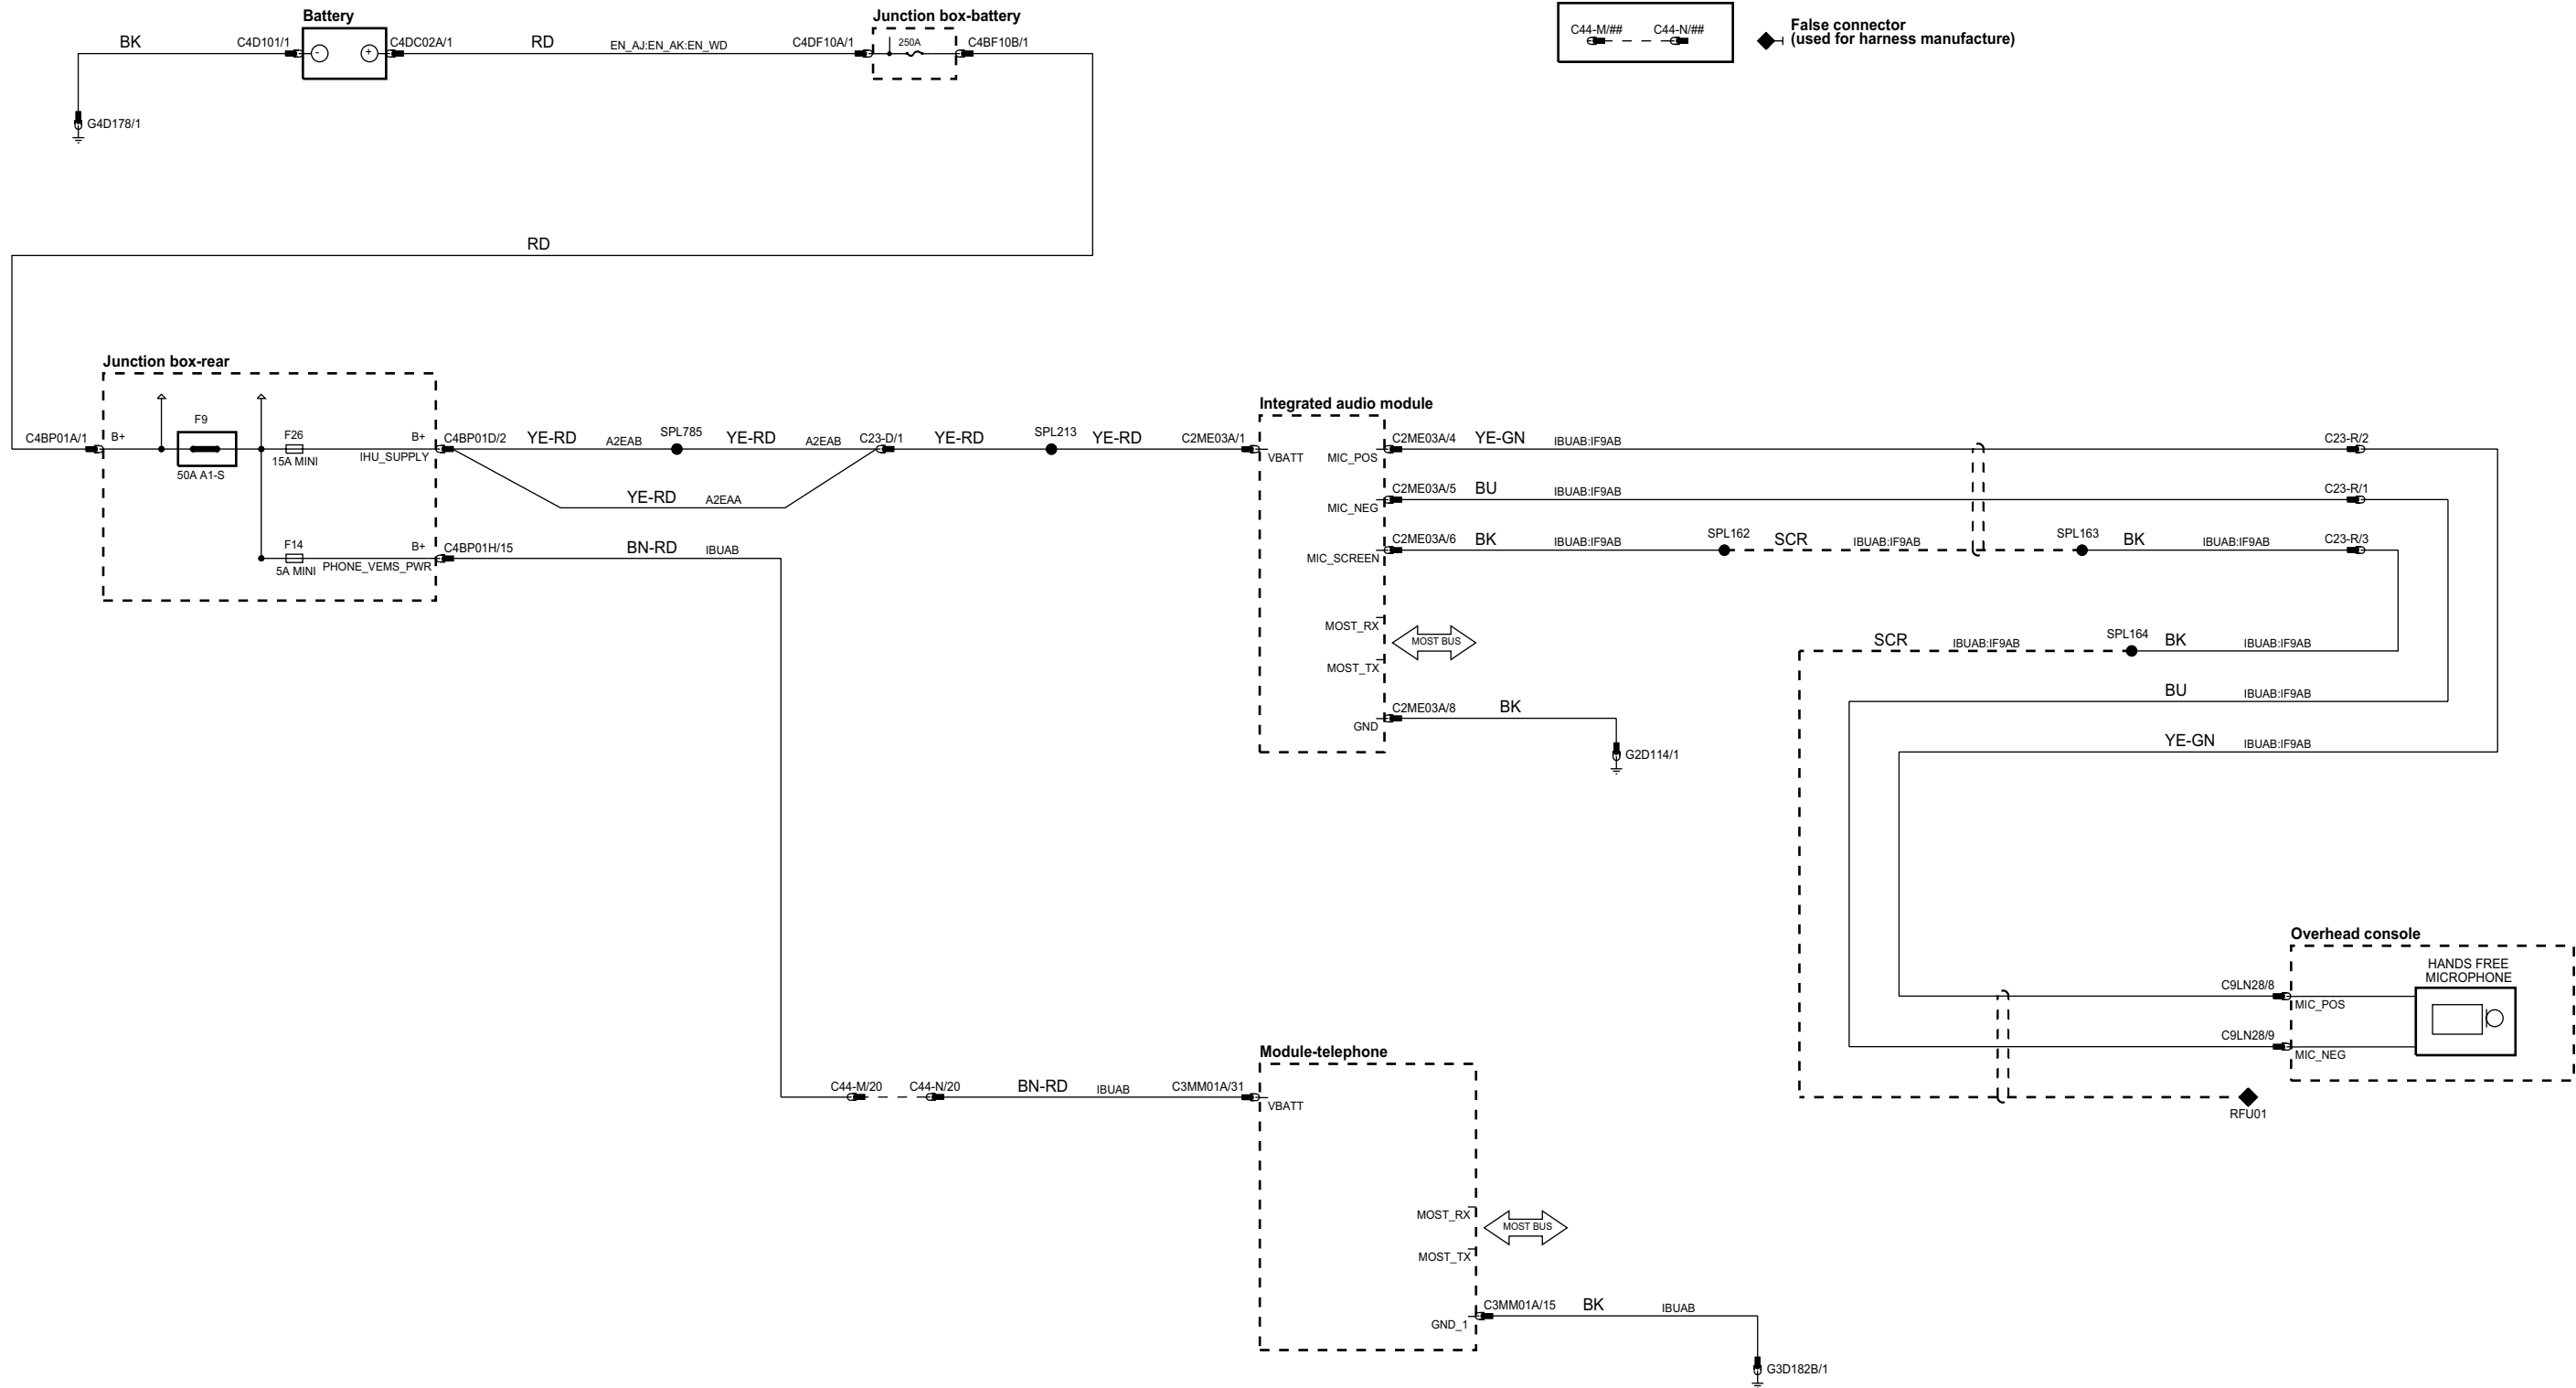 Battery
Junction box-battery
BK
C4D101/1
-
+
C4DC02A/1
RD
EN_AJ:EN_AK:EN_WD
C4DF10A/1
250A
C4BF10B/1
C44-M/##
C44-N/##
False connector
(used for harness manufacture)
G4D178/1
RD
Junction box-rear
C4BP01A/1
B+
F9
50A A1-S
F26
15A MINI
B+
IHU_SUPPLY
C4BP01D/2
YE-RD
A2EAB
SPL785
YE-RD
A2EAB
C23-D/1
YE-RD
SPL213
YE-RD
C2ME03A/1
YE-RD
A2EAA
F14
5A MINI
B+
PHONE_VEMS_PWR
C4BP01H/15
BN-RD
IBUAB
Integrated audio module
VBATT
MIC_POS
C2ME03A/4
YE-GN
IBUAB:IF9AB
C23-R/2
MIC_NEG
C2ME03A/5
BU
IBUAB:IF9AB
C23-R/1
MIC_SCREEN
C2ME03A/6
BK
IBUAB:IF9AB
SPL162
SCR
IBUAB:IF9AB
SPL163
BK
IBUAB:IF9AB
C23-R/3
MOST_RX
MOST BUS
MOST_TX
SCR
IBUAB:IF9AB
SPL164
BK
IBUAB:IF9AB
BU
IBUAB:IF9AB
C2ME03A/8
BK
GND
G2D114/1
YE-GN
IBUAB:IF9AB
Overhead console
HANDS FREE
MICROPHONE
C9LN28/8
MIC_POS
C9LN28/9
MIC_NEG
RFU01
Module-telephone
C44-M/20
C44-N/20
BN-RD
IBUAB
C3MM01A/31
VBATT
MOST_RX
MOST BUS
MOST_TX
C3MM01A/15
BK
IBUAB
GND_1
G3D182B/1